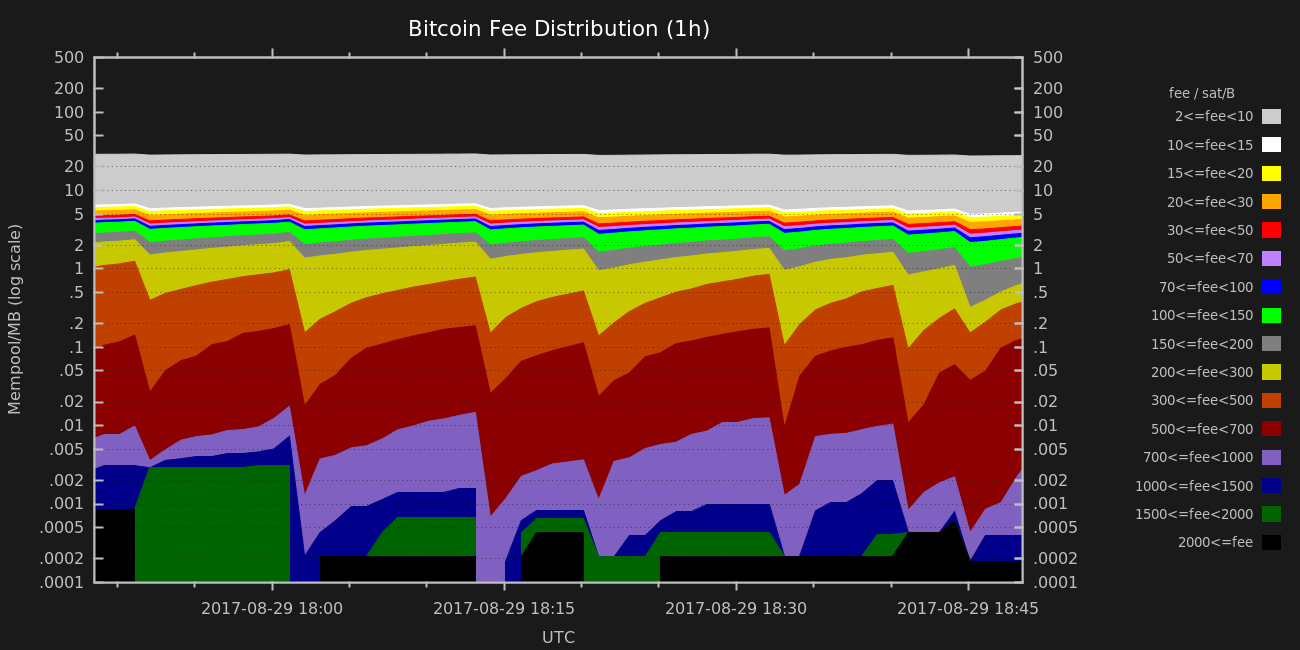 Bitcoin Fee Distribution (1h)
500 500
200 200
100 100
50 50
20 20
10 10
5 5
2 2
1 1
.5 .5
.2 .2
.1 .1
.05 .05
.02 .02
.01 .01
.005 .005
.002 .002
.001 .001
.0005 .0005
.0002 .0002
.0001 .0001
Mempool/MB (log scale)
2017-08-29 18:00 2017-08-29 18:15 2017-08-29 18:30 2017-08-29 18:45
UTC
fee / sat/B
2<=fee<10
10<=fee<15
15<=fee<20
20<=fee<30
30<=fee<50
50<=fee<70
70<=fee<100
100<=fee<150
150<=fee<200
200<=fee<300
300<=fee<500
500<=fee<700
700<=fee<1000
1000<=fee<1500
1500<=fee<2000
2000<=fee